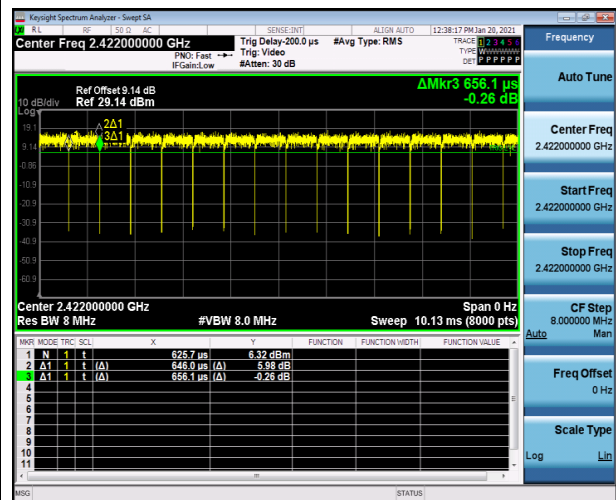 Keysight Spectrum Analyzer - Swept SA
RL RF 50 Ω AC SENSE:INT ALIGN AUTO 12:38:17 PM Jan 20, 2021
Center Freq 2.422000000 GHz
PNO: Fast
IFGain:Low
Trig Delay-200.0 µs
Trig: Video
#Atten: 30 dB
#Avg Type: RMS
TRACE 1 2 3 4 5 6
TYPE W
DET P P P P P P
Frequency
Auto Tune
Center Freq
2.422000000 GHz
Start Freq
2.422000000 GHz
Stop Freq
2.422000000 GHz
CF Step
8.000000 MHz
Auto Man
Freq Offset
0 Hz
Scale Type
Log Lin
ΔMkr3 656.1 µs
-0.26 dB
Ref Offset 9.14 dB
10 dB/div Ref 29.14 dBm
Log
19.1
9.14
-0.86
-10.9
-20.9
-30.9
-40.9
-50.9
-60.9
2Δ1
3Δ1
Center 2.422000000 GHz Span 0 Hz
Res BW 8 MHz #VBW 8.0 MHz Sweep 10.13 ms (8000 pts)
MKR MODE TRC SCL X Y FUNCTION FUNCTION WIDTH FUNCTION VALUE
1 N 1 t 625.7 µs 6.32 dBm
2 Δ1 1 t (Δ) 646.0 µs (Δ) 5.98 dB
3 Δ1 1 t (Δ) 656.1 µs (Δ) -0.26 dB
4
5
6
7
8
9
10
11
MSG STATUS